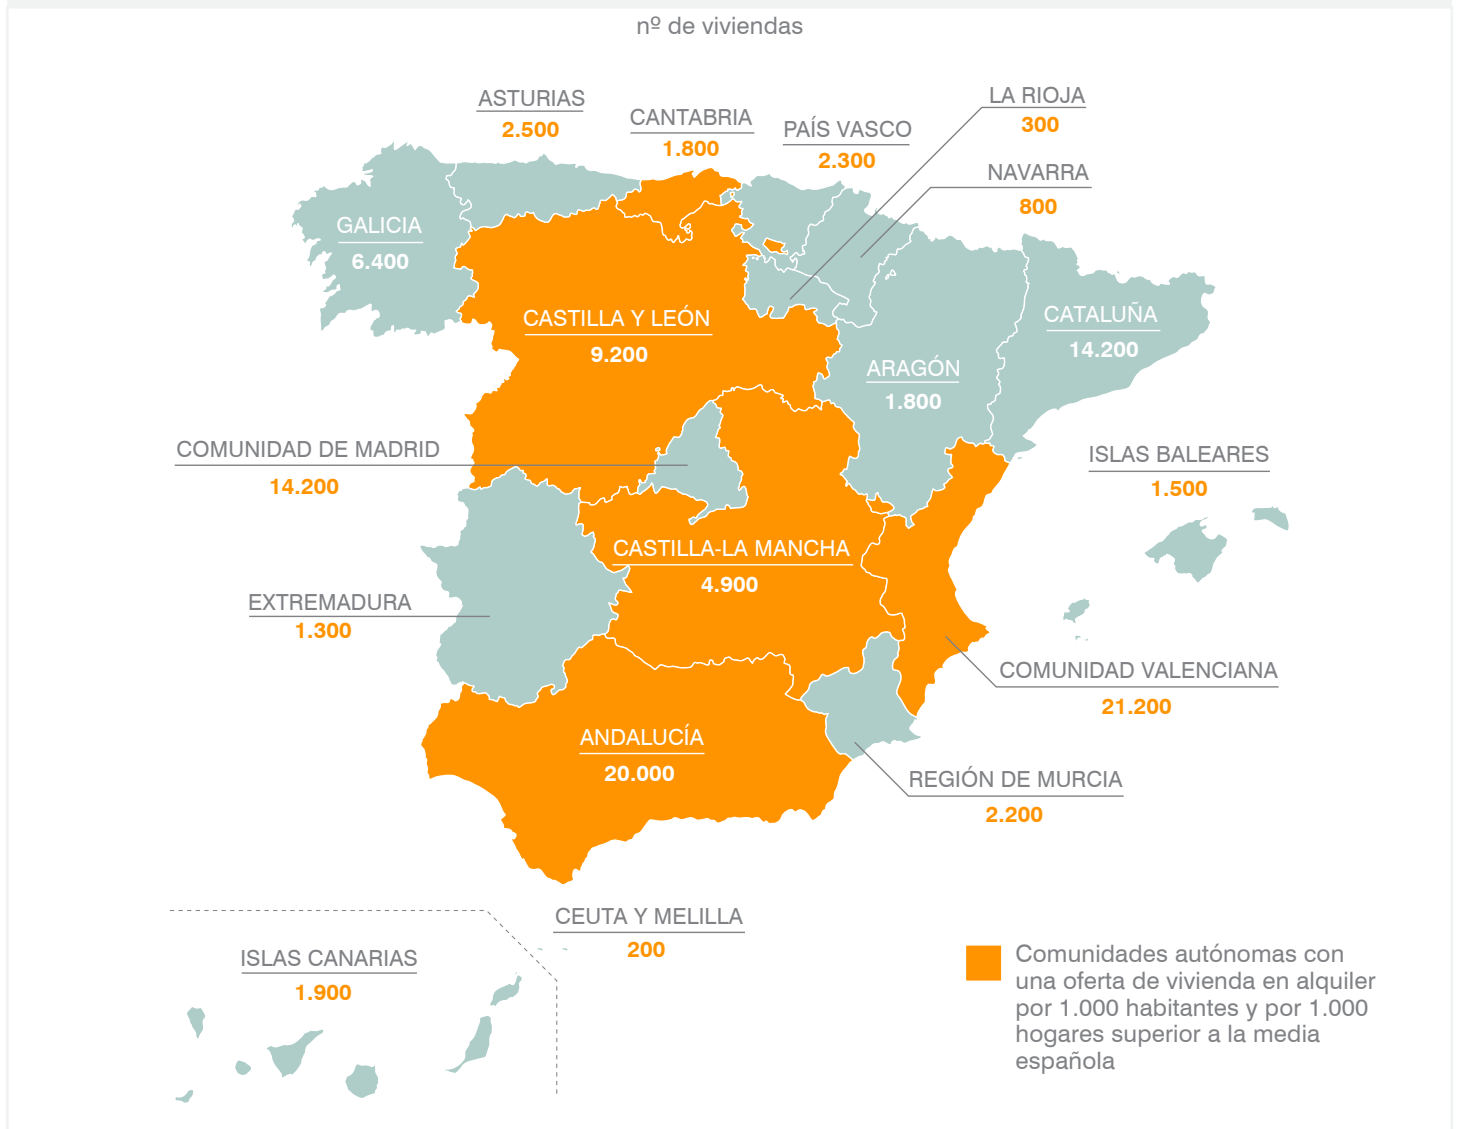 nº de viviendas
ASTURIAS
2.500
CANTABRIA
1.800
PAÍS VASCO
2.300
LA RIOJA
300
NAVARRA
800
GALICIA
6.400
CASTILLA Y LEÓN
9.200
CATALUÑA
14.200
ARAGÓN
1.800
COMUNIDAD DE MADRID
14.200
ISLAS BALEARES
1.500
CASTILLA-LA MANCHA
4.900
EXTREMADURA
1.300
COMUNIDAD VALENCIANA
21.200
ANDALUCÍA
20.000
REGIÓN DE MURCIA
2.200
CEUTA Y MELILLA
200
ISLAS CANARIAS
1.900
Comunidades autónomas con
una oferta de vivienda en alquiler
por 1.000 habitantes y por 1.000
hogares superior a la media
española